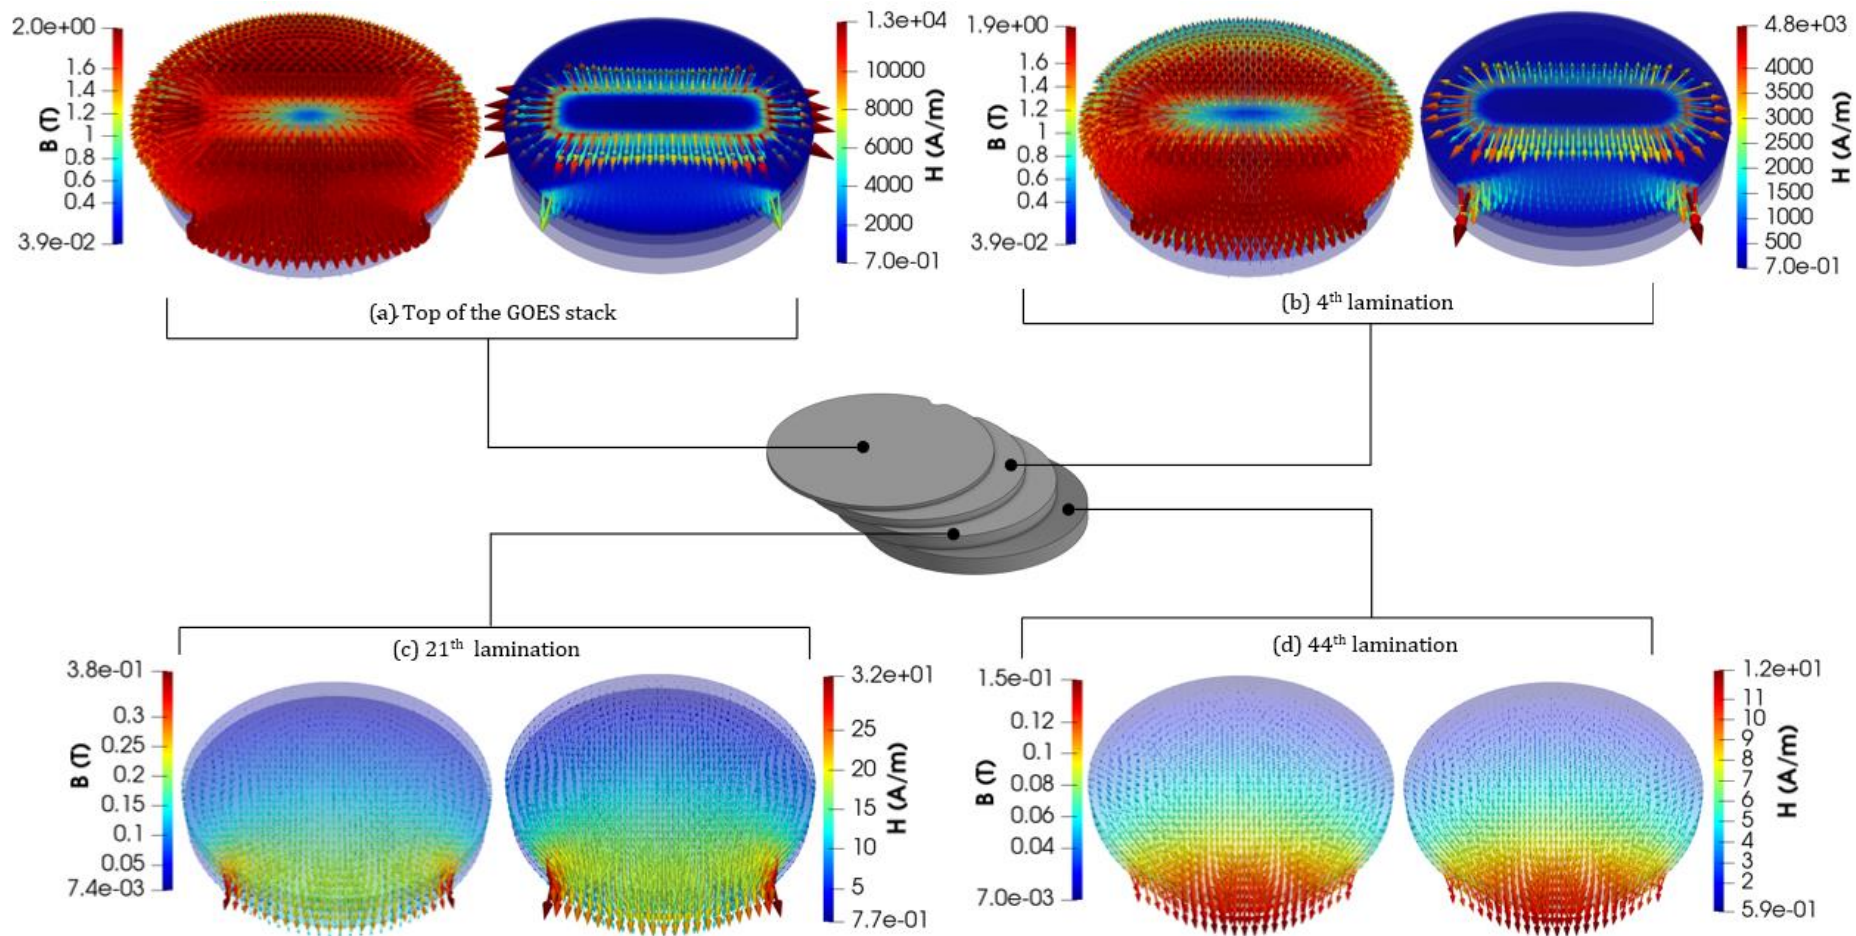 2.0e+00
1.6
1.4
1.2
1
0.8
0.6
0.4
3.9e-02
B (T)
1.3e+04
10000
8000
6000
4000
2000
7.0e-01
H (A/m)
1.9e+00
1.6
1.4
1.2
1
0.8
0.6
0.4
3.9e-02
B (T)
4.8e+03
4000
3500
3000
2500
2000
1500
1000
500
7.0e-01
H (A/m)
(a) Top of the GOES stack
(b) 4th lamination
(c) 21th lamination
(d) 44th lamination
3.8e-01
0.3
0.25
0.2
0.15
0.1
0.05
7.4e-03
B (T)
3.2e+01
25
20
15
10
5
7.7e-01
H (A/m)
1.5e-01
0.12
0.1
0.08
0.06
0.04
7.0e-03
B (T)
1.2e+01
11
10
9
8
7
6
5
4
3
2
5.9e-01
H (A/m)